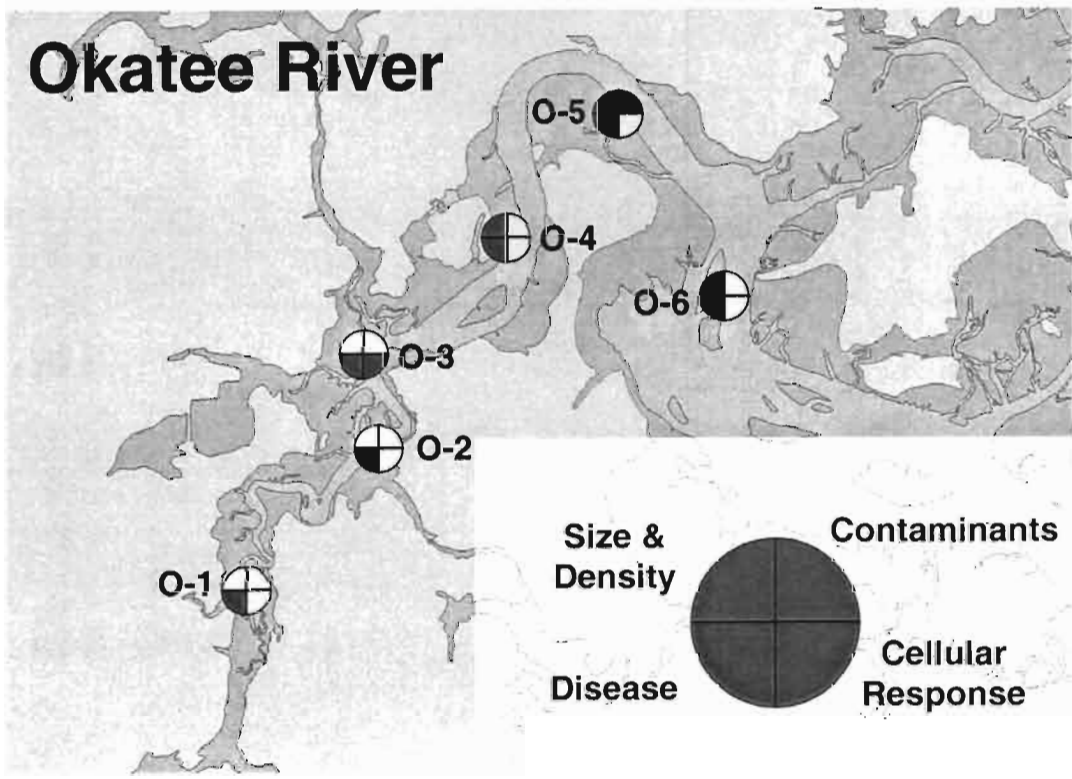 Okatee River
O-5
O-4
O-6
O-3
O-2
O-1
Size &
Density
Contaminants
Disease
Cellular
Response